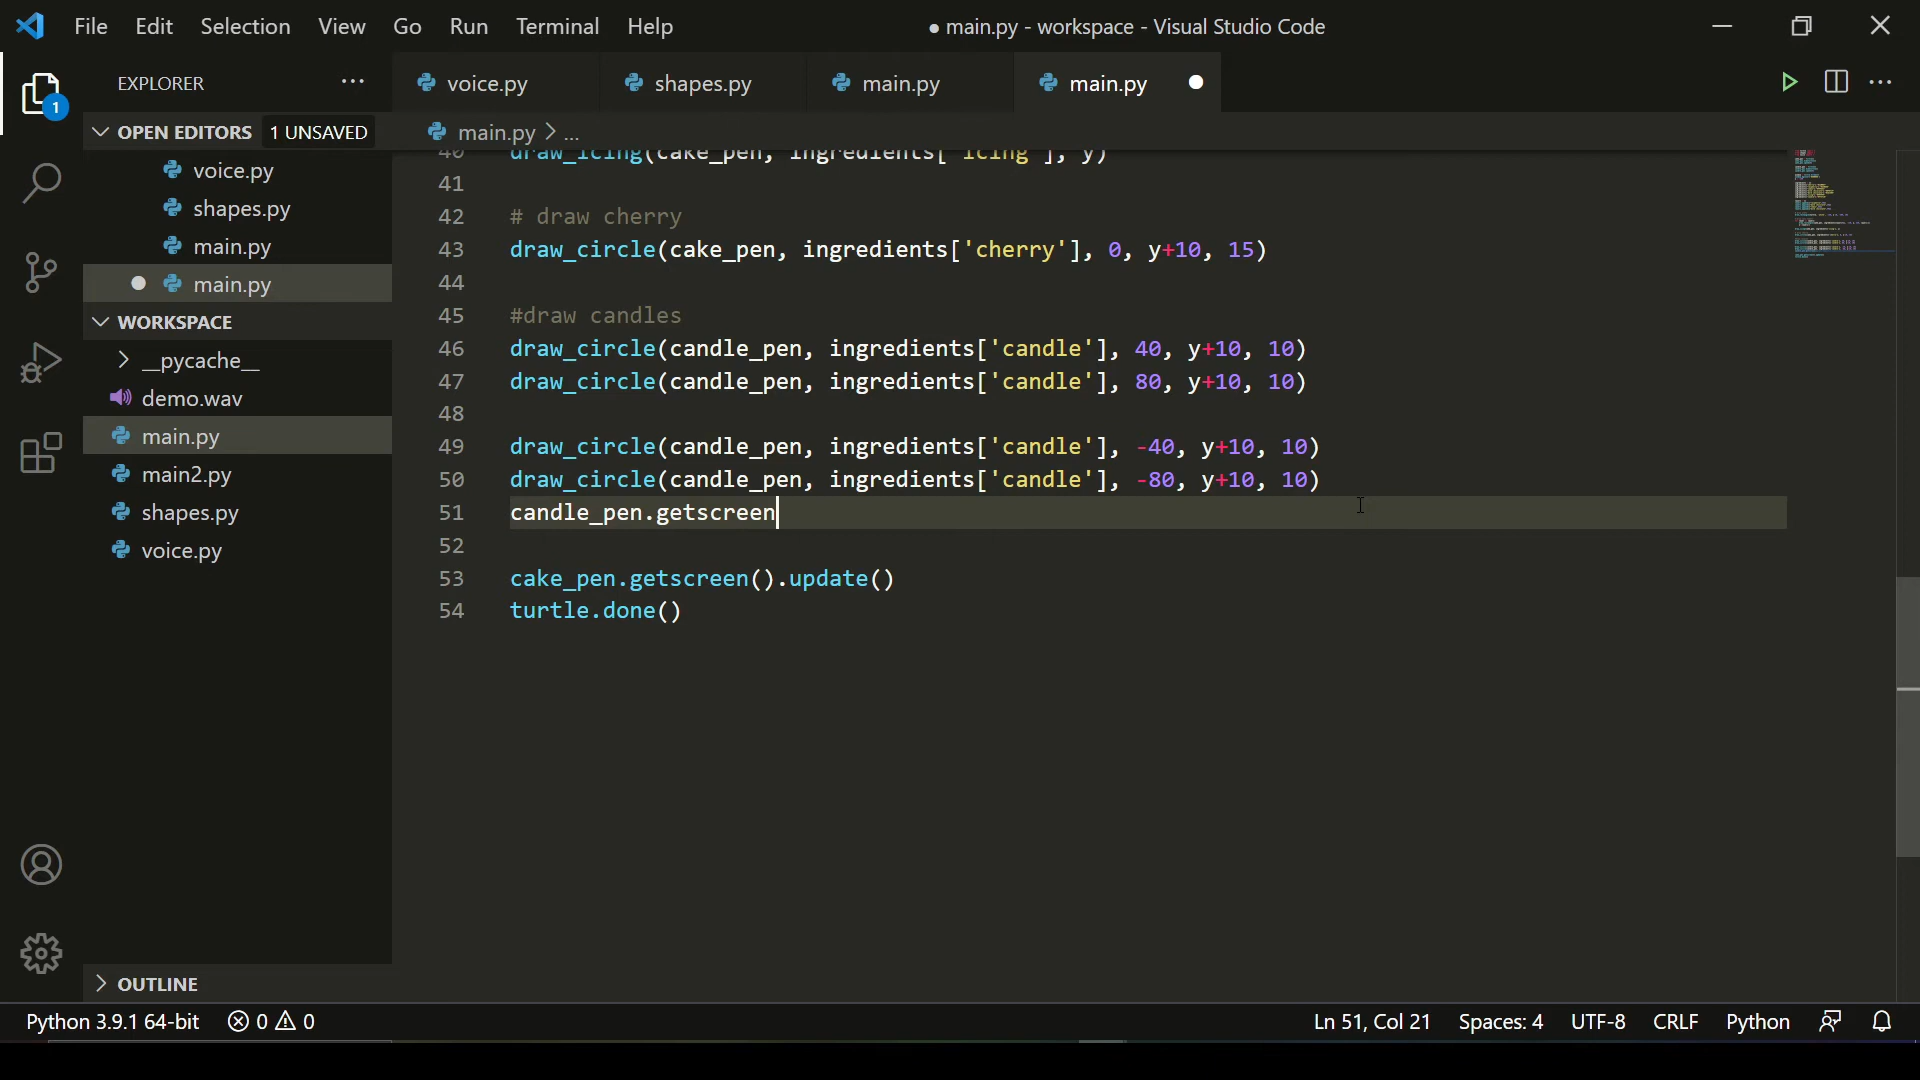 File Edit Selection View Go Run Terminal Help
● main.py - workspace - Visual Studio Code
EXPLORER
voice.py shapes.py main.py main.py
1
OPEN EDITORS 1 UNSAVED
main.py > ...
voice.py
shapes.py
main.py
main.py
WORKSPACE
__pycache__
demo.wav
main.py
main2.py
shapes.py
voice.py
OUTLINE
40 draw_icing(cake_pen, ingredients['icing'], y)
41
42 # draw cherry
43 draw_circle(cake_pen, ingredients['cherry'], 0, y+10, 15)
44
45 #draw candles
46 draw_circle(candle_pen, ingredients['candle'], 40, y+10, 10)
47 draw_circle(candle_pen, ingredients['candle'], 80, y+10, 10)
48
49 draw_circle(candle_pen, ingredients['candle'], -40, y+10, 10)
50 draw_circle(candle_pen, ingredients['candle'], -80, y+10, 10)
51 candle_pen.getscreen
52
53 cake_pen.getscreen().update()
54 turtle.done()
Python 3.9.1 64-bit 0 0
Ln 51, Col 21 Spaces: 4 UTF-8 CRLF Python